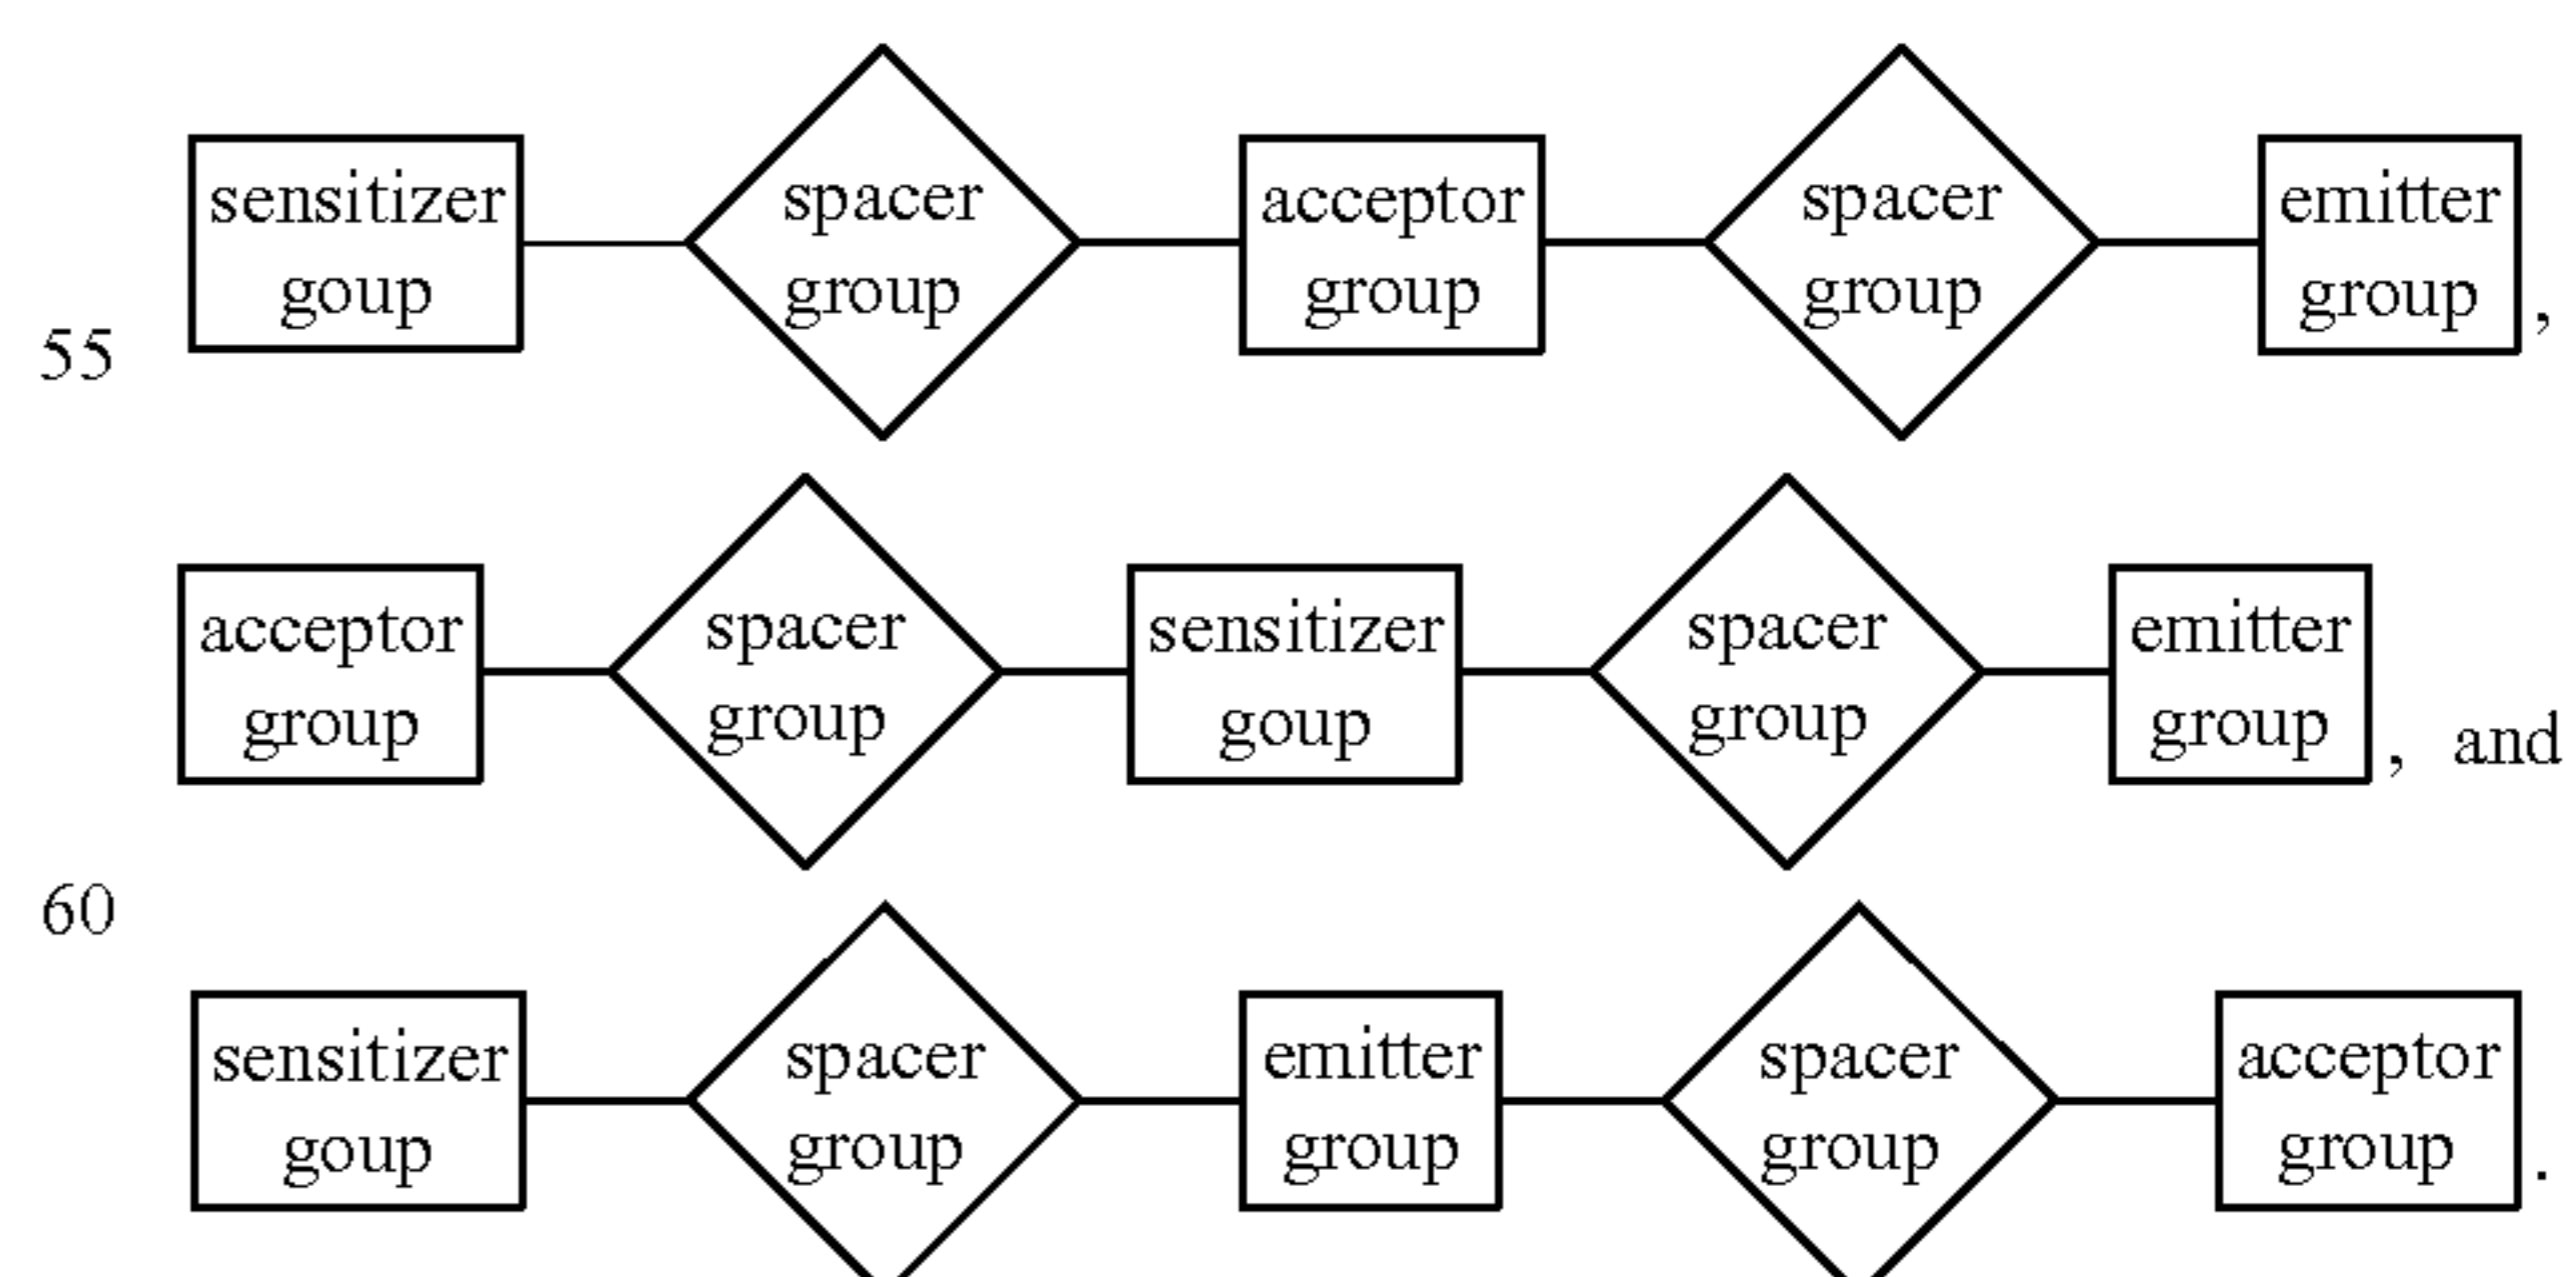 sensitizer spacer acceptor spacer emitter
goup group group group group ,
55
acceptor spacer sensitizer spacer emitter
group group goup group group , and
60
sensitizer spacer emitter spacer acceptor
goup group group group group .